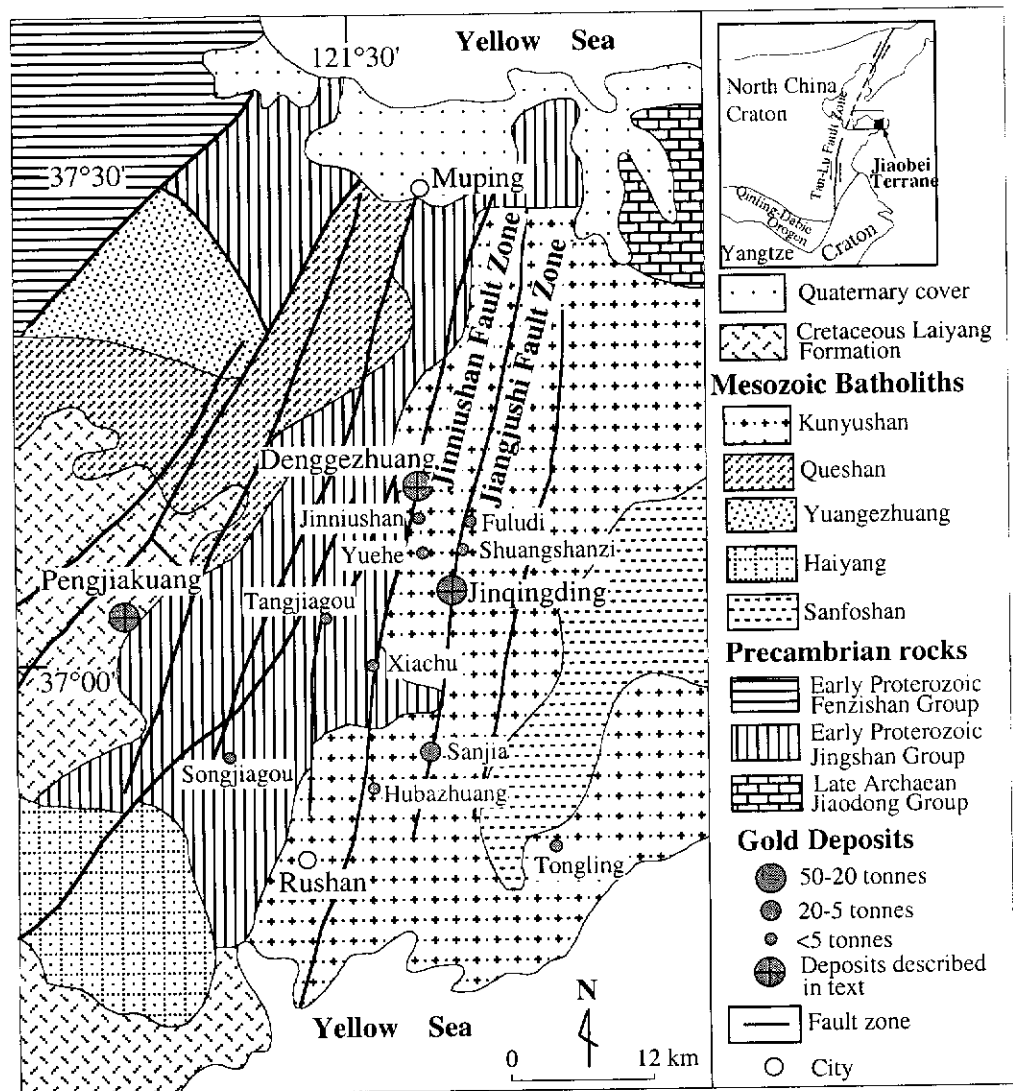 Yellow Sea
121°30'
37°30'
Muping
Jinniushan Fault Zone
Jiangjushi Fault Zone
Denggezhuang
Jinniushan
Fuludi
Yuehe
Shuangshanzi
Pengjiakuang
Tangjiagou
Jinqingding
37°00'
Xiachu
Songjiagou
Sanjia
Hubazhuang
Rushan
Tongling
Yellow Sea
N
0 12 km
North China
Craton
Tan-Lu Fault Zone
Jiaobei
Terrane
Qinling-Dabie
Orogen
Yangtze Craton
Quaternary cover
Cretaceous Laiyang
Formation
Mesozoic Batholiths
Kunyushan
Queshan
Yuangezhuang
Haiyang
Sanfoshan
Precambrian rocks
Early Proterozoic
Fenzishan Group
Early Proterozoic
Jingshan Group
Late Archaean
Jiaodong Group
Gold Deposits
50-20 tonnes
20-5 tonnes
<5 tonnes
Deposits described
in text
Fault zone
City